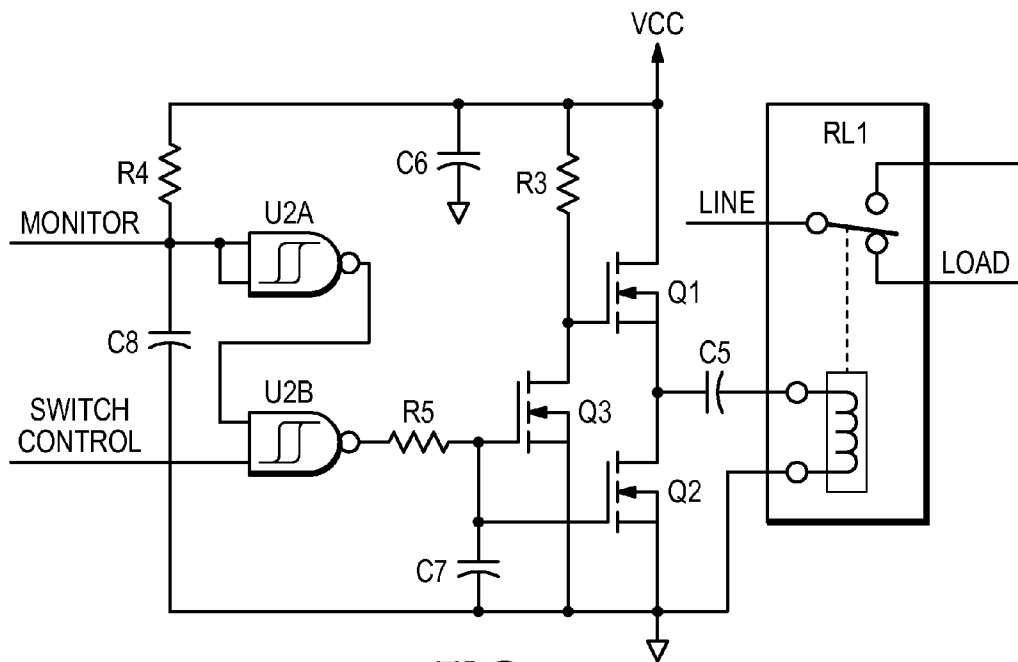 VCC
RL1
R4
C6
R3
U2A
MONITOR
LINE
LOAD
Q1
C8
C5
U2B
SWITCH
CONTROL
R5
Q3
Q2
C7